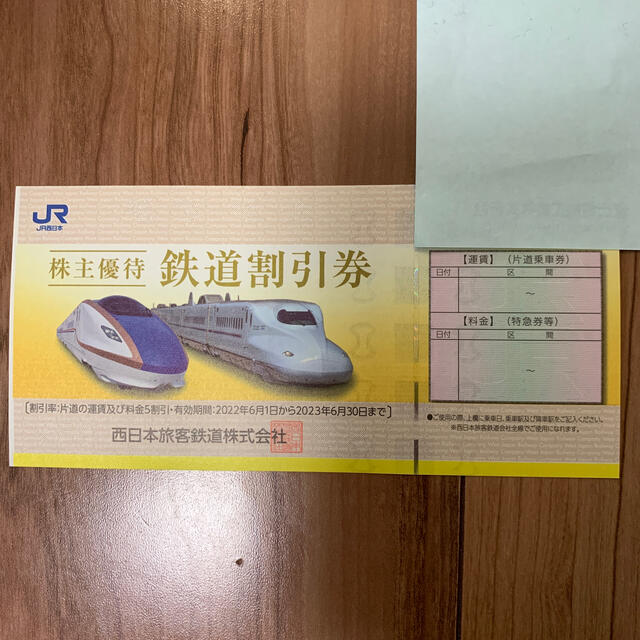 JR
JR西日本
株主優待 鉄道割引券
〔割引率:片道の運賃及び料金5割引・有効期間:2022年6月1日から2023年6月30日まで〕
西日本旅客鉄道株式会社
【運賃】(片道乗車券)
日付 区間
~
【料金】(特急券等)
日付 区間
~
●ご使用の際、上欄に乗車日、乗車駅及び降車駅をご記入ください。
※西日本旅客鉄道会社全線でご使用になれます。